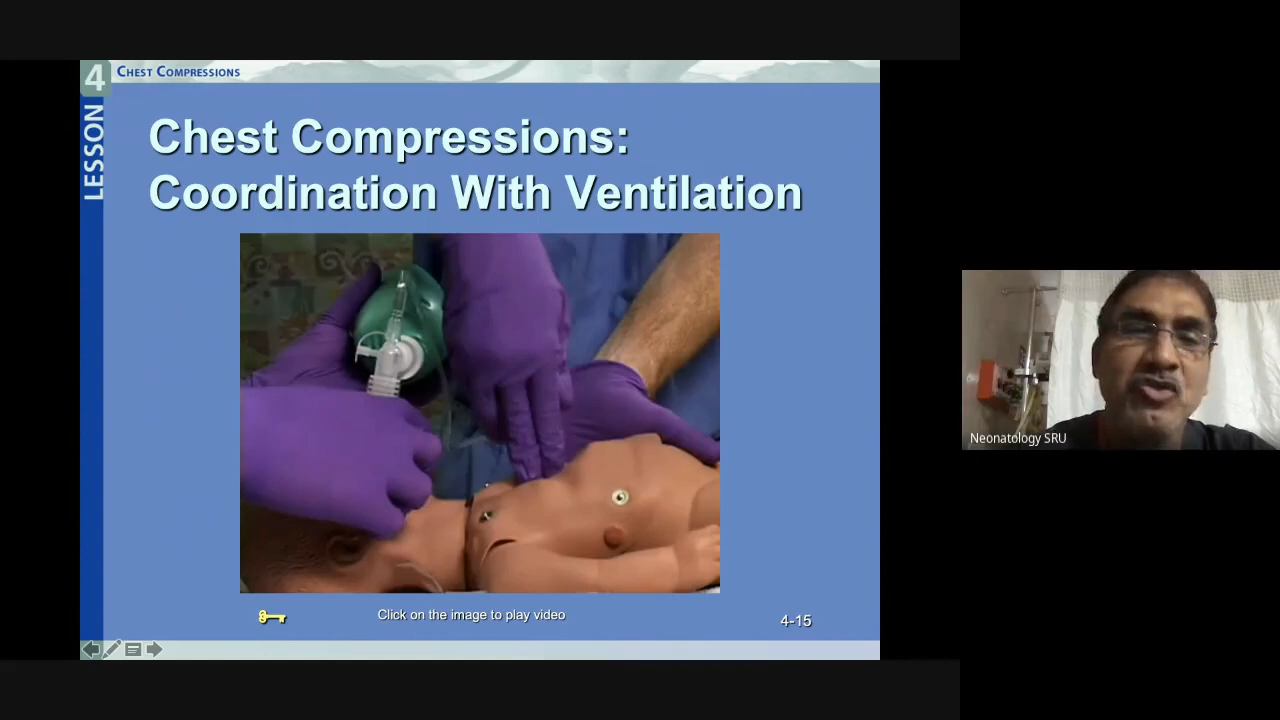 4
CHEST COMPRESSIONS
LESSON
Chest Compressions:
Coordination With Ventilation
Click on the image to play video
4-15
Neonatology SRU